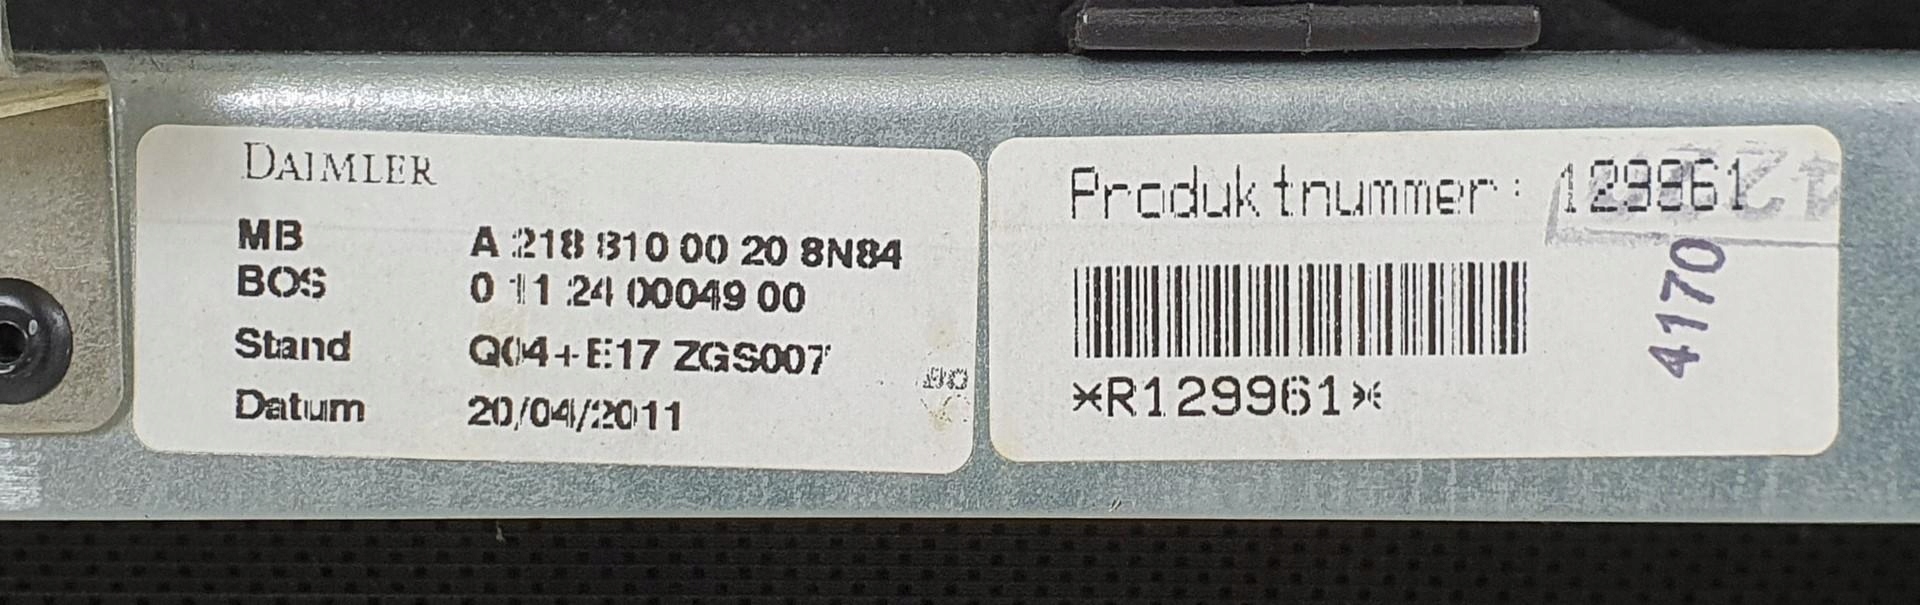 DAIMLER
MB A 218 810 00 20 8N84
BOS 0 11 24 00049 00
Stand Q04+E17 ZGS007
Datum 20/04/2011
Produktnummer: 129961
*R129961*
4170